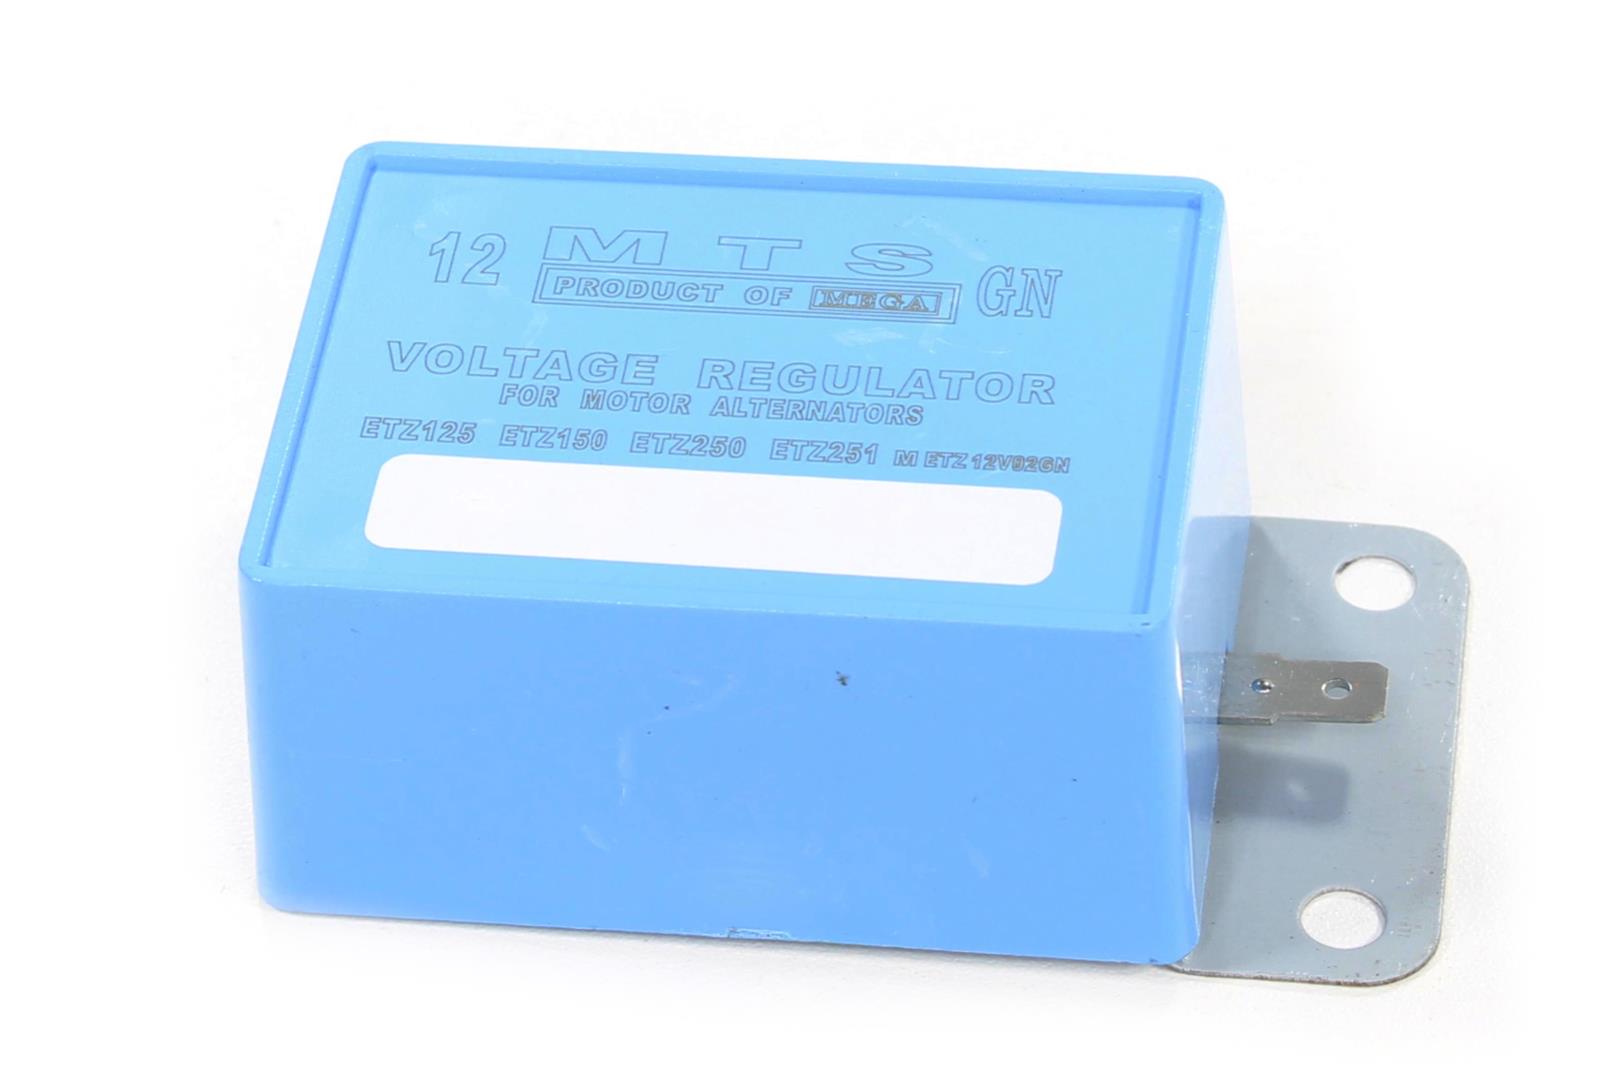 12 MTS GN
PRODUCT OF MEGA
VOLTAGE REGULATOR
FOR MOTOR ALTERNATORS
ETZ125 ETZ150 ETZ250 ETZ251 M ETZ 12V02GN